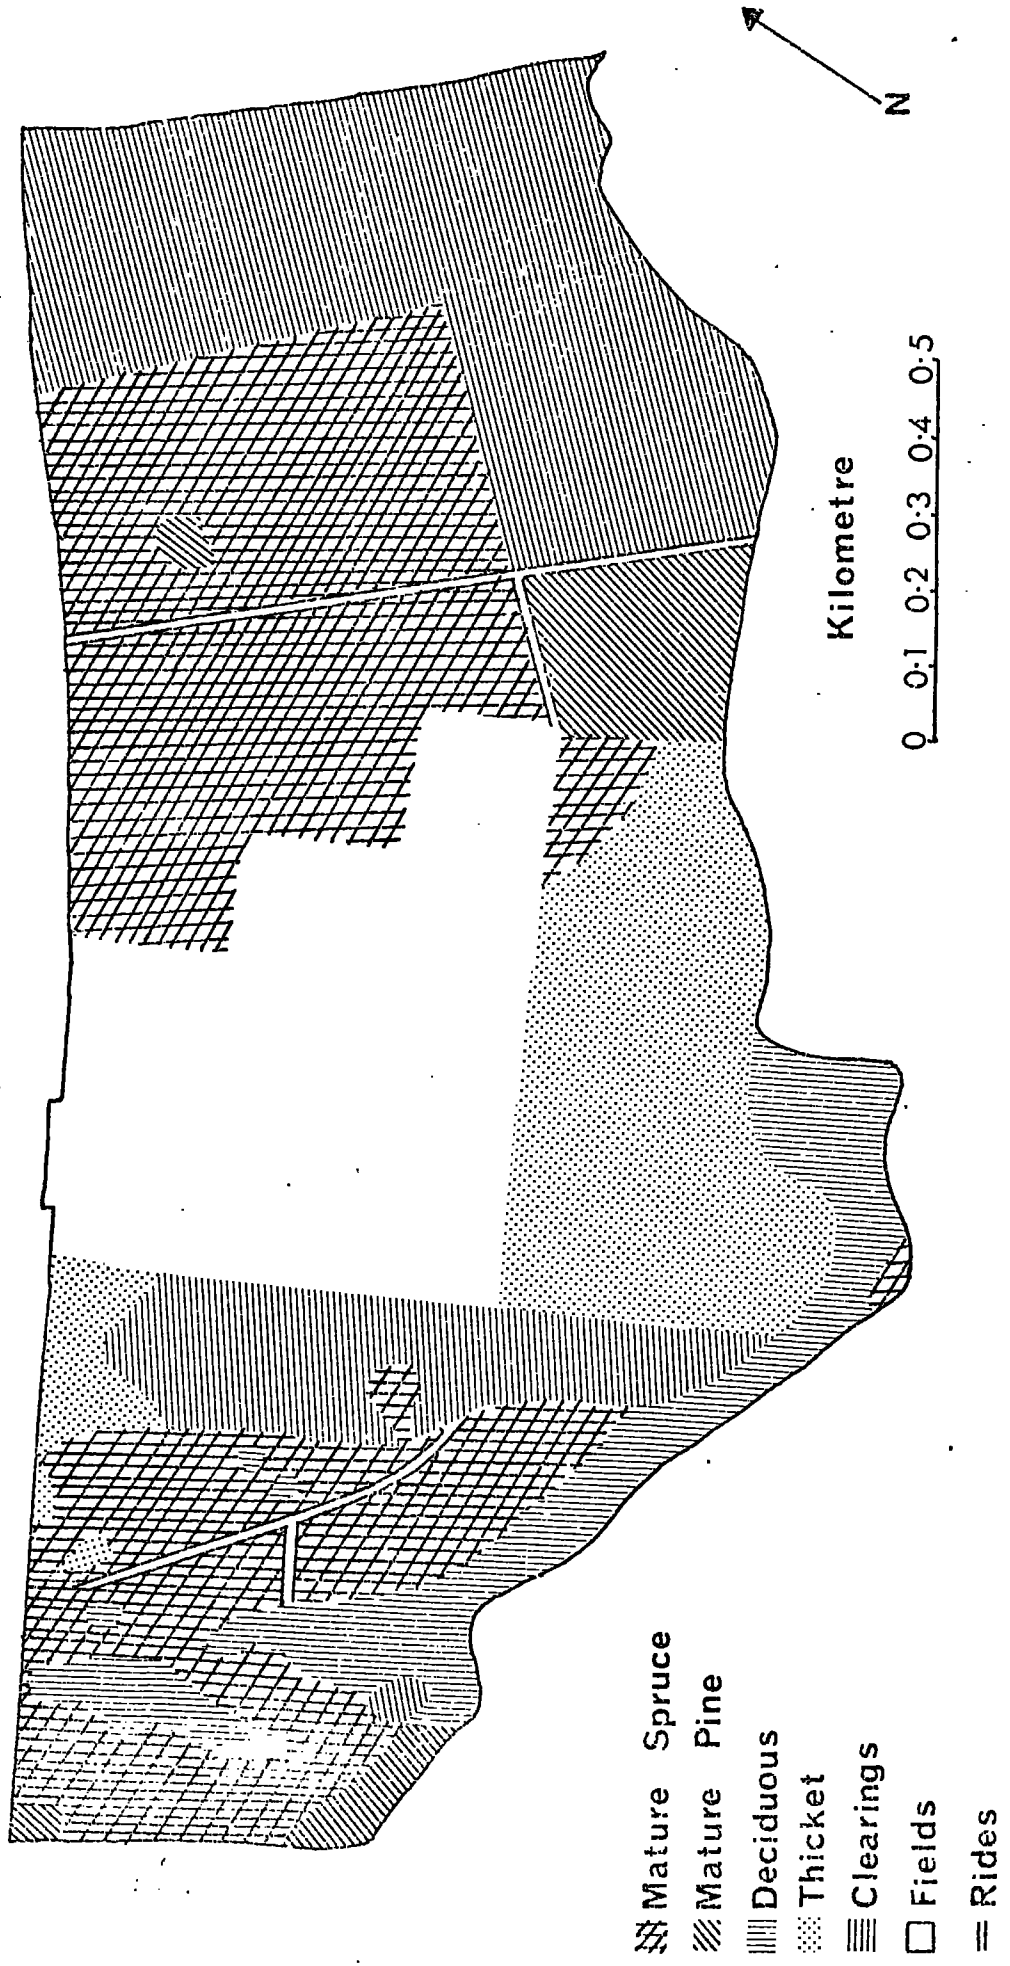 N
Kilometre
0 0·1 0·2 0·3 0·4 0·5
Mature Spruce
Mature Pine
Deciduous
Thicket
Clearings
Fields
Rides